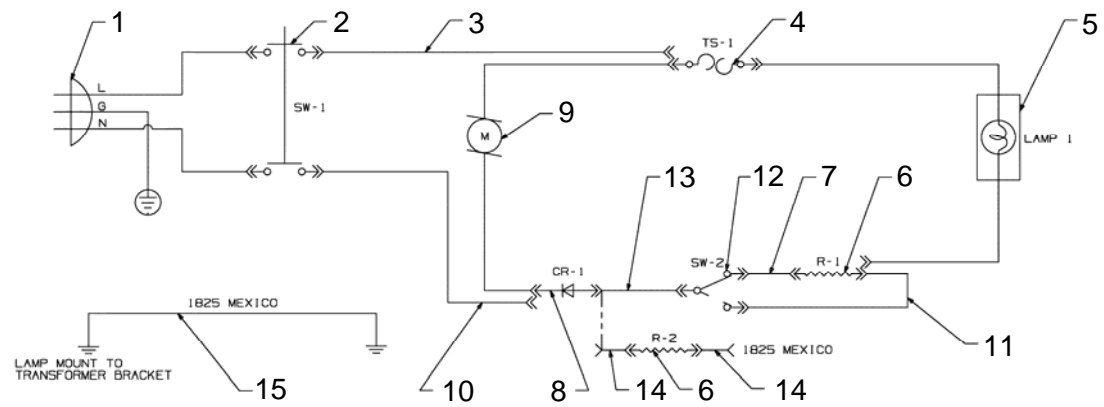 1
2
3
4
5
TS-1
L
G
N
SW-1
M
9
LAMP 1
13
12
7
6
SW-2
R-1
CR-1
1825 MEXICO
R-2
1825 MEXICO
11
LAMP MOUNT TO
TRANSFORMER BRACKET
15
10
8
14
6
14